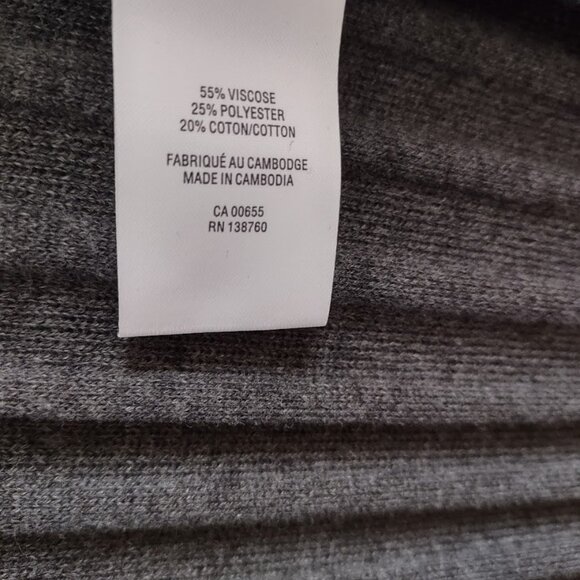 55% VISCOSE
25% POLYESTER
20% COTON/COTTON
FABRIQUÉ AU CAMBODGE
MADE IN CAMBODIA
CA 00655
RN 138760